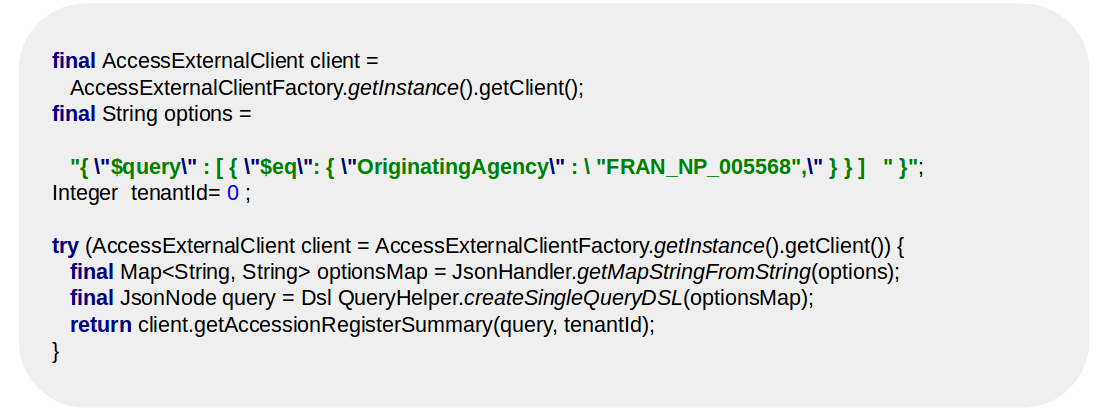 final AccessExternalClient client =
AccessExternalClientFactory.getInstance().getClient();
final String options =
"{ \"$query\" : [ { \"$eq\": { \"OriginatingAgency\" : \ "FRAN_NP_005568",\" } } ]   " }";
Integer  tenantId= 0 ;
try (AccessExternalClient client = AccessExternalClientFactory.getInstance().getClient()) {
final Map<String, String> optionsMap = JsonHandler.getMapStringFromString(options);
final JsonNode query = Dsl QueryHelper.createSingleQueryDSL(optionsMap);
return client.getAccessionRegisterSummary(query, tenantId);
}